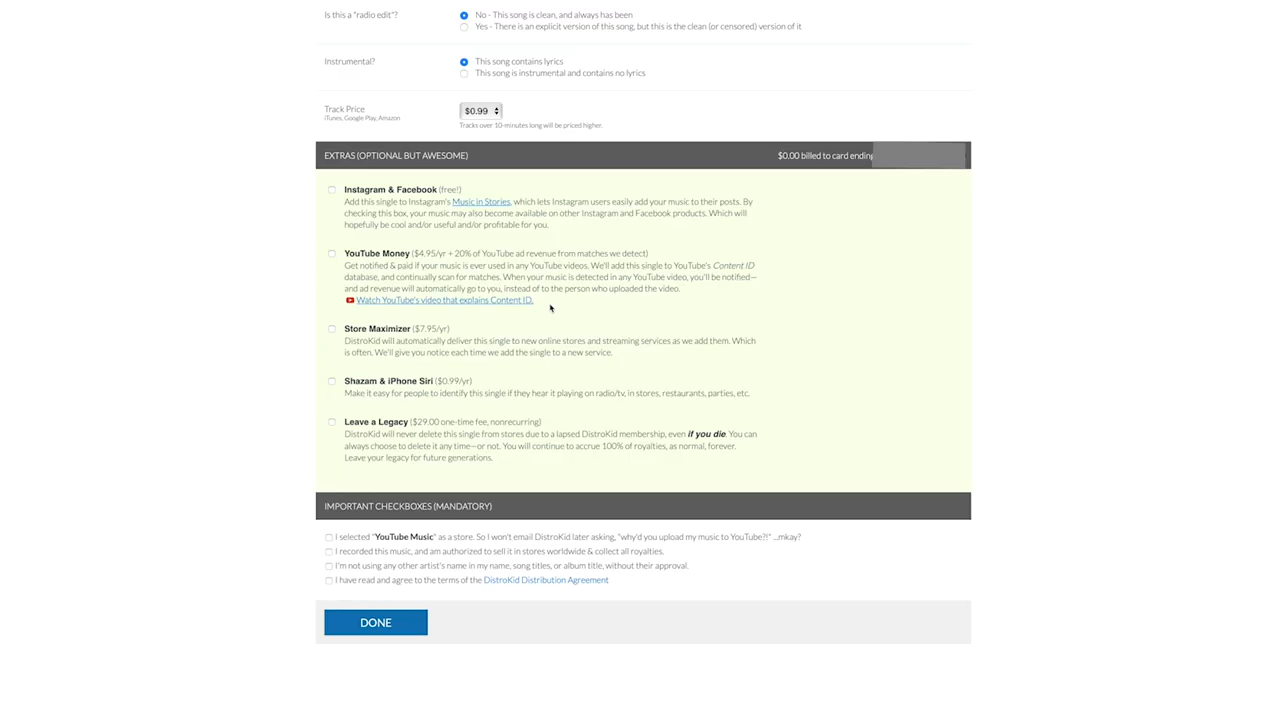 Is this a "radio edit"?
No - This song is clean, and always has been
Yes - There is an explicit version of this song, but this is the clean (or censored) version of it
Instrumental?
This song contains lyrics
This song is instrumental and contains no lyrics
Track Price
iTunes, Google Play, Amazon
$0.99
Tracks over 10-minutes long will be priced higher.
EXTRAS (OPTIONAL BUT AWESOME)
$0.00 billed to card ending
Instagram & Facebook (free!)
Add this single to Instagram's Music in Stories, which lets Instagram users easily add your music to their posts. By
checking this box, your music may also become available on other Instagram and Facebook products. Which will
hopefully be cool and/or useful and/or profitable for you.
YouTube Money ($4.95/yr + 20% of YouTube ad revenue from matches we detect)
Get notified & paid if your music is ever used in any YouTube videos. We'll add this single to YouTube's Content ID
database, and continually scan for matches. When your music is detected in any YouTube video, you'll be notified—
and ad revenue will automatically go to you, instead of to the person who uploaded the video.
Watch YouTube's video that explains Content ID.
Store Maximizer ($7.95/yr)
DistroKid will automatically deliver this single to new online stores and streaming services as we add them. Which
is often. We'll give you notice each time we add the single to a new service.
Shazam & iPhone Siri ($0.99/yr)
Make it easy for people to identify this single if they hear it playing on radio/tv, in stores, restaurants, parties, etc.
Leave a Legacy ($29.00 one-time fee, nonrecurring)
DistroKid will never delete this single from stores due to a lapsed DistroKid membership, even if you die. You can
always choose to delete it any time—or not. You will continue to accrue 100% of royalties, as normal, forever.
Leave your legacy for future generations.
IMPORTANT CHECKBOXES (MANDATORY)
I selected "YouTube Music" as a store. So I won't email DistroKid later asking, "why'd you upload my music to YouTube?!" ...mkay?
I recorded this music, and am authorized to sell it in stores worldwide & collect all royalties.
I'm not using any other artist's name in my name, song titles, or album title, without their approval.
I have read and agree to the terms of the DistroKid Distribution Agreement
DONE